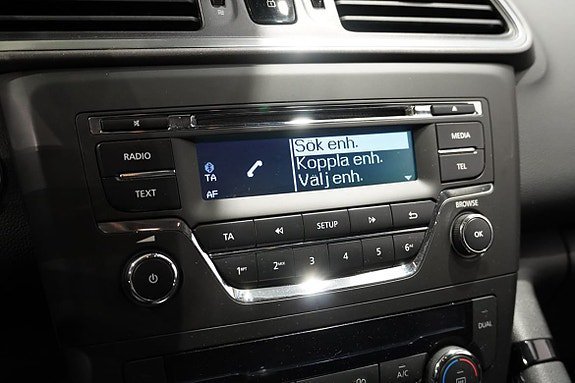 RADIO
TEXT
TA
AF
Sök enh.
Koppla enh.
Välj enh.
MEDIA
TEL
BROWSE
TA
SETUP
OK
1
2
3
4
5
6
DUAL
A/C